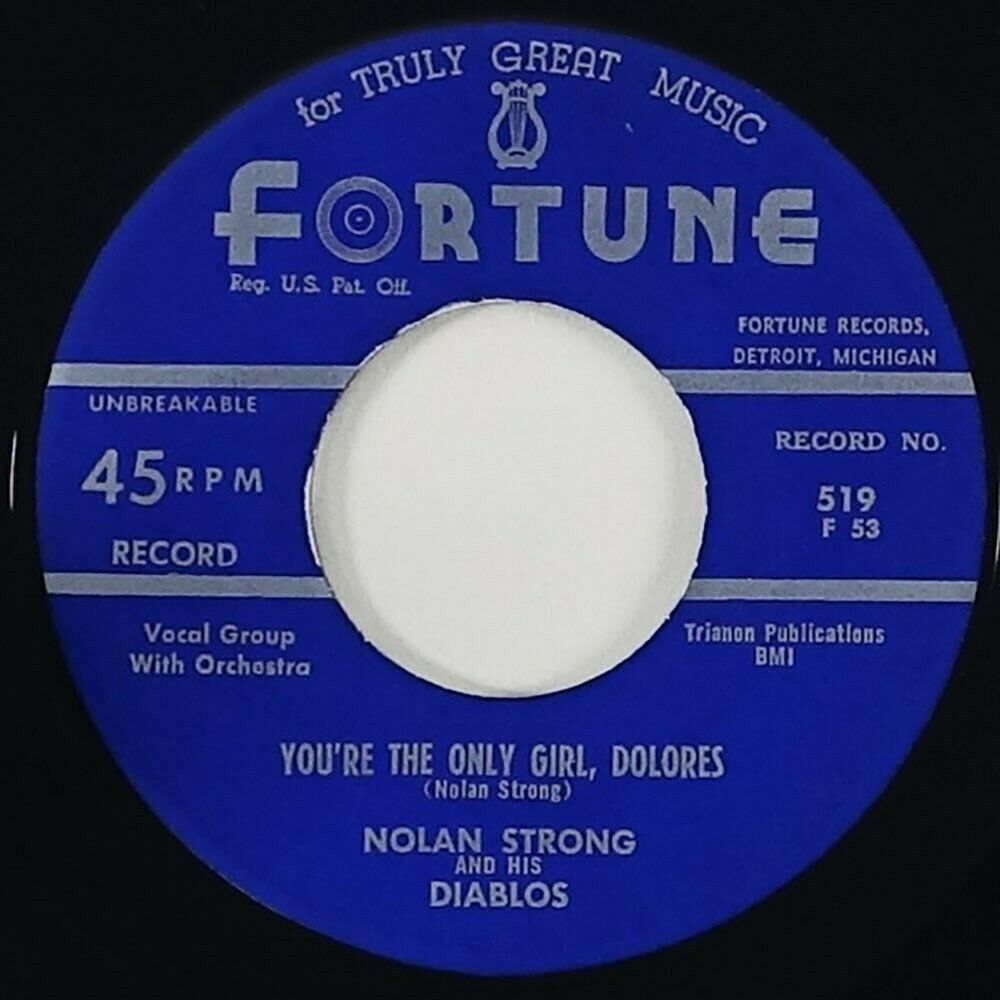 for TRULY GREAT MUSIC
FORTUNE
Reg. U.S. Pat. Off.
FORTUNE RECORDS,
DETROIT, MICHIGAN
UNBREAKABLE
45 RPM
RECORD
RECORD NO.
519
F 53
Vocal Group
With Orchestra
Trianon Publications
BMI
YOU'RE THE ONLY GIRL, DOLORES
(Nolan Strong)
NOLAN STRONG
AND HIS
DIABLOS